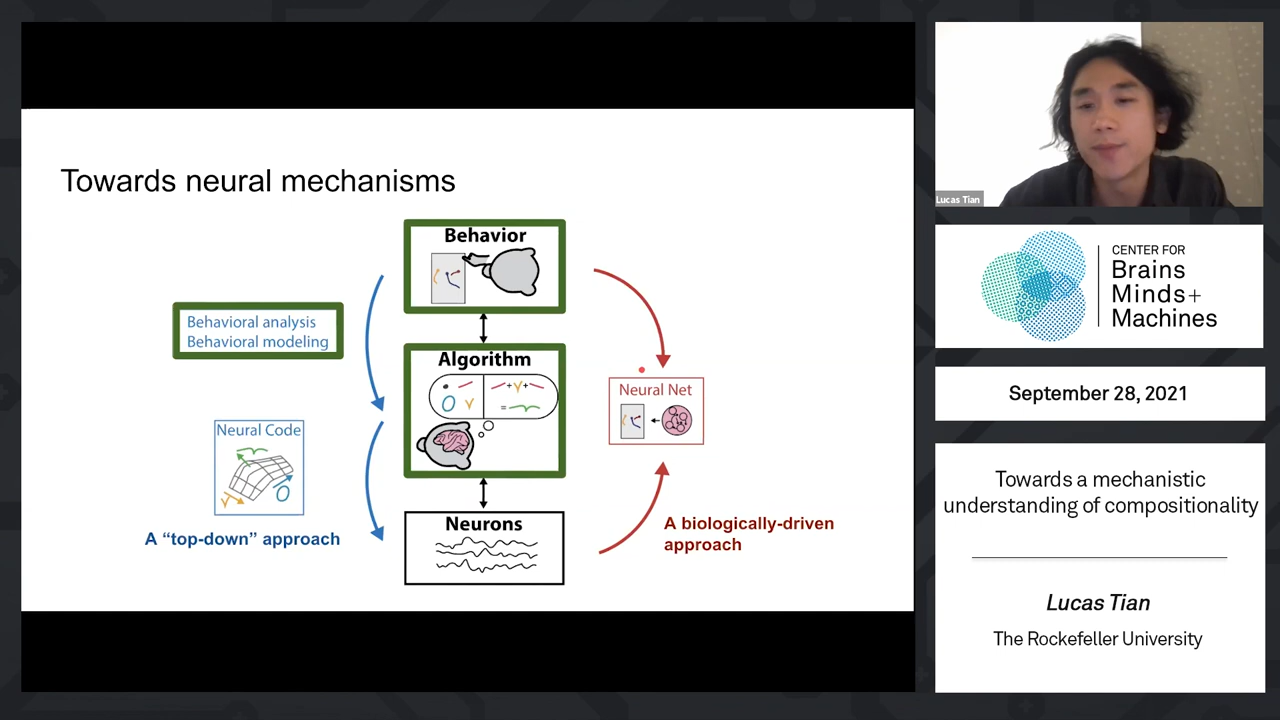 Towards neural mechanisms
Behavior
Behavioral analysis
Behavioral modeling
Algorithm
Neural Net
Neural Code
A “top-down” approach
Neurons
A biologically-driven
approach
Lucas Tian
CENTER FOR
Brains
Minds+
Machines
September 28, 2021
Towards a mechanistic
understanding of compositionality
Lucas Tian
The Rockefeller University